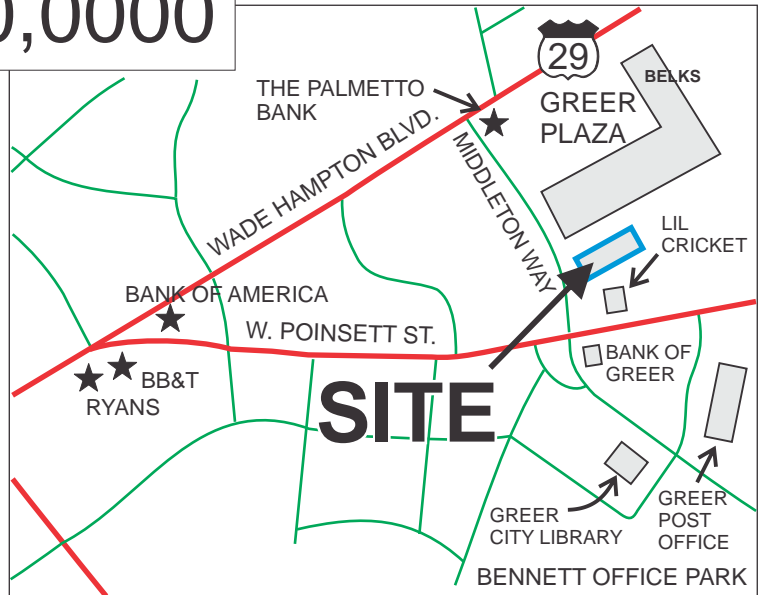 0,0000
29
BELKS
THE PALMETTO
BANK
GREER
PLAZA
WADE HAMPTON BLVD.
MIDDLETON WAY
LIL
CRICKET
BANK OF AMERICA
W. POINSETT ST.
BANK OF
GREER
BB&T
RYANS
SITE
GREER
CITY LIBRARY
GREER
POST
OFFICE
BENNETT OFFICE PARK